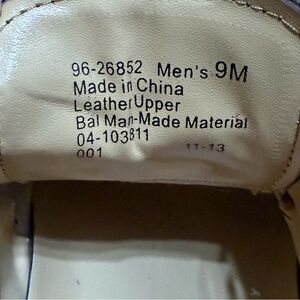 96-26852 Men's 9M
Made in China
Leather Upper
Bal Man-Made Material
04-103811
001 11-13